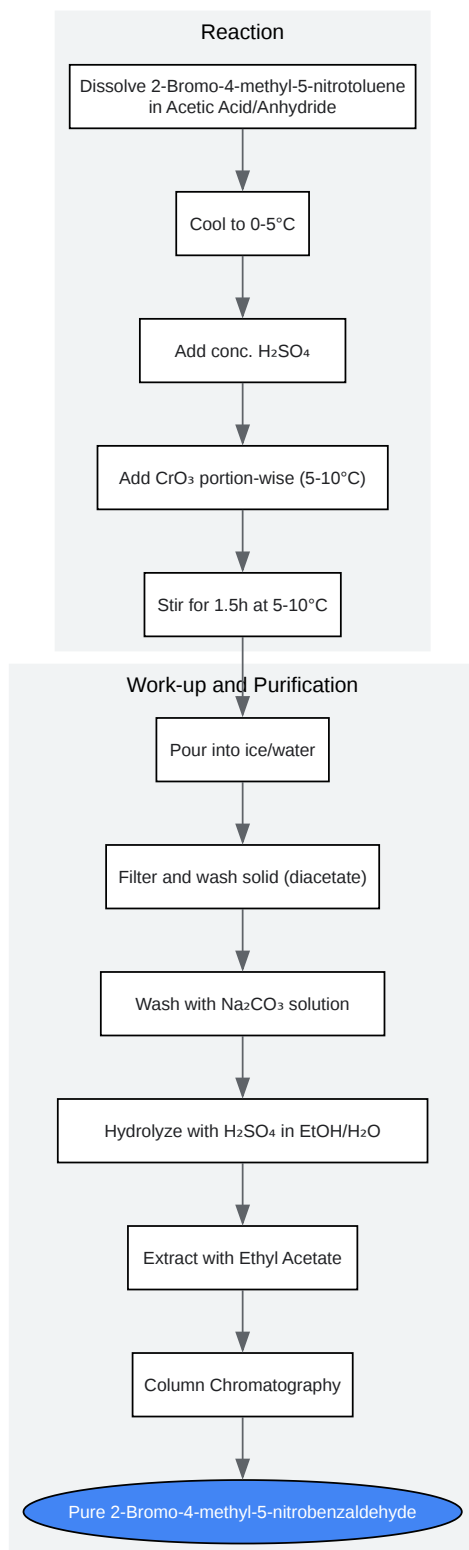 Reaction
Dissolve 2-Bromo-4-methyl-5-nitrotoluene
in Acetic Acid/Anhydride
Cool to 0-5°C
Add conc. H₂SO₄
Add CrO₃ portion-wise (5-10°C)
Stir for 1.5h at 5-10°C
Work-up and Purification
Pour into ice/water
Filter and wash solid (diacetate)
Wash with Na₂CO₃ solution
Hydrolyze with H₂SO₄ in EtOH/H₂O
Extract with Ethyl Acetate
Column Chromatography
Pure 2-Bromo-4-methyl-5-nitrobenzaldehyde